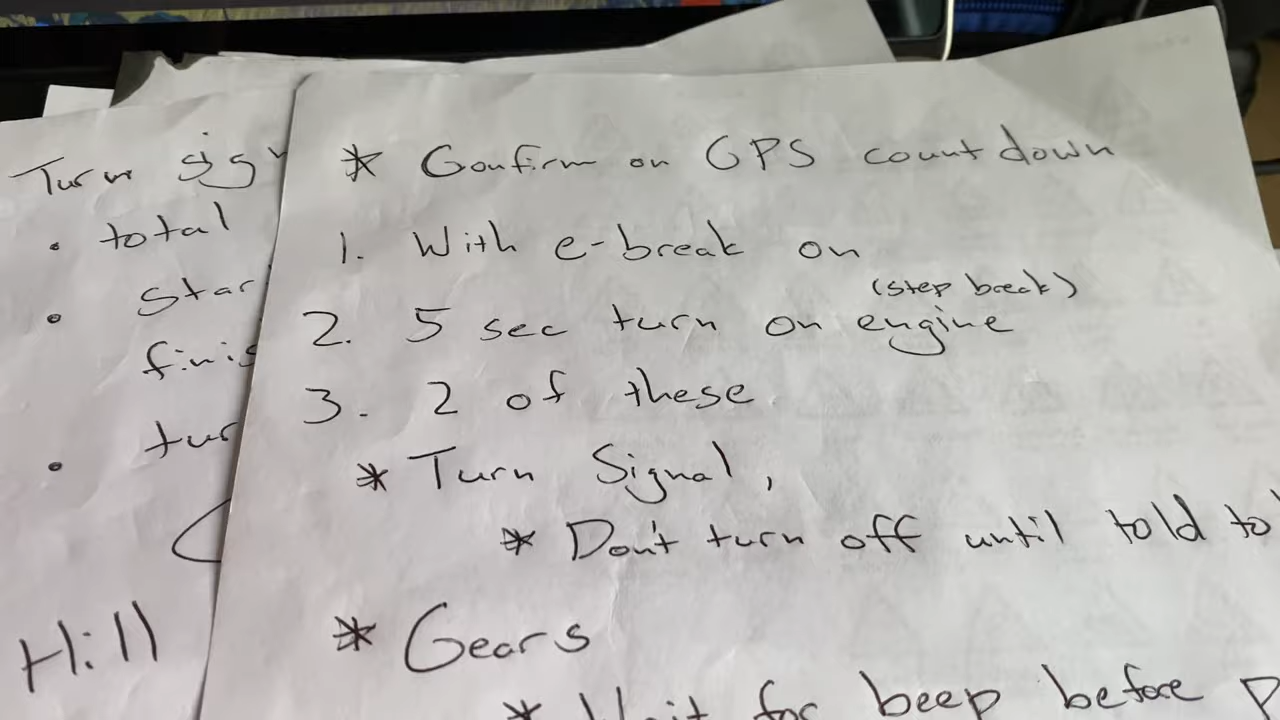 Turn sig
• total
• star
finis
• tur
Hill
* Confirm on GPS countdown
1. With e-break on
(step break)
2. 5 sec turn on engine
3. 2 of these
* Turn Signal,
* Don't turn off until told to
* Gears
* Wait for beep before